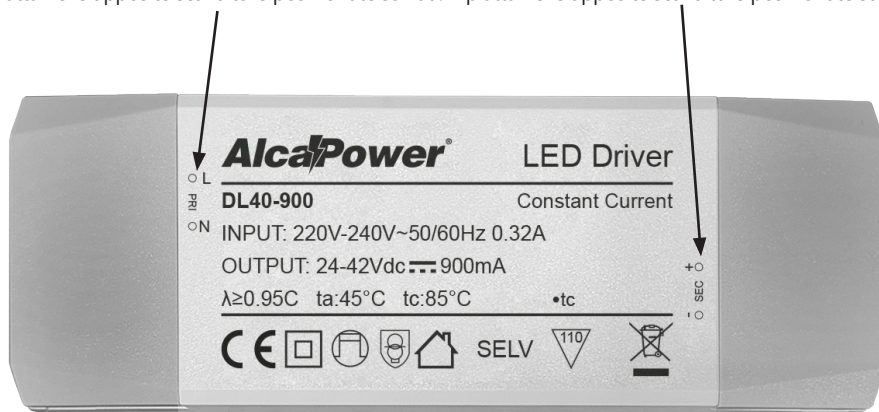 AlcaPower®
LED Driver
L
PRI
N
DL40-900
Constant Current
INPUT: 220V-240V~50/60Hz 0.32A
OUTPUT: 24-42Vdc 900mA
λ≥0.95C ta:45°C tc:85°C •tc
+
SEC
-
CE
SELV
110